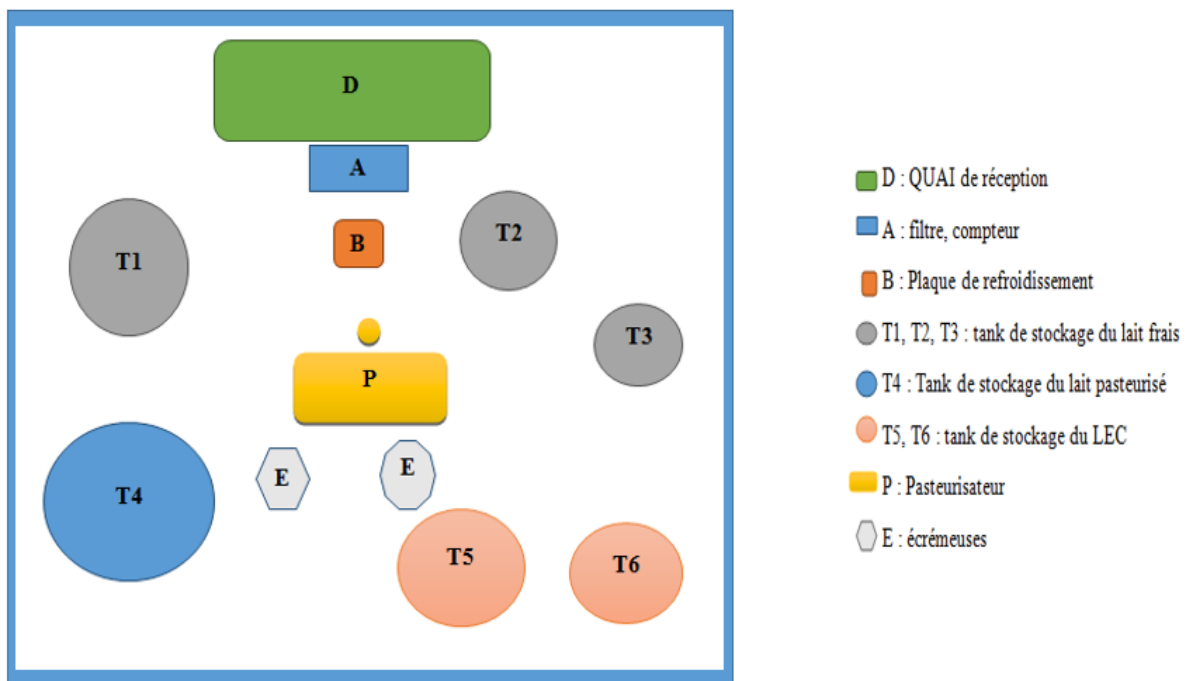 D
A
B
T1
T2
T3
P
E
E
T4
T5
T6
D : QUAI de réception
A : filtre, compteur
B : Plaque de refroidissement
T1, T2, T3 : tank de stockage du lait frais
T4 : Tank de stockage du lait pasteurisé
T5, T6 : tank de stockage du LEC
P : Pasteurisateur
E : écrémeuses